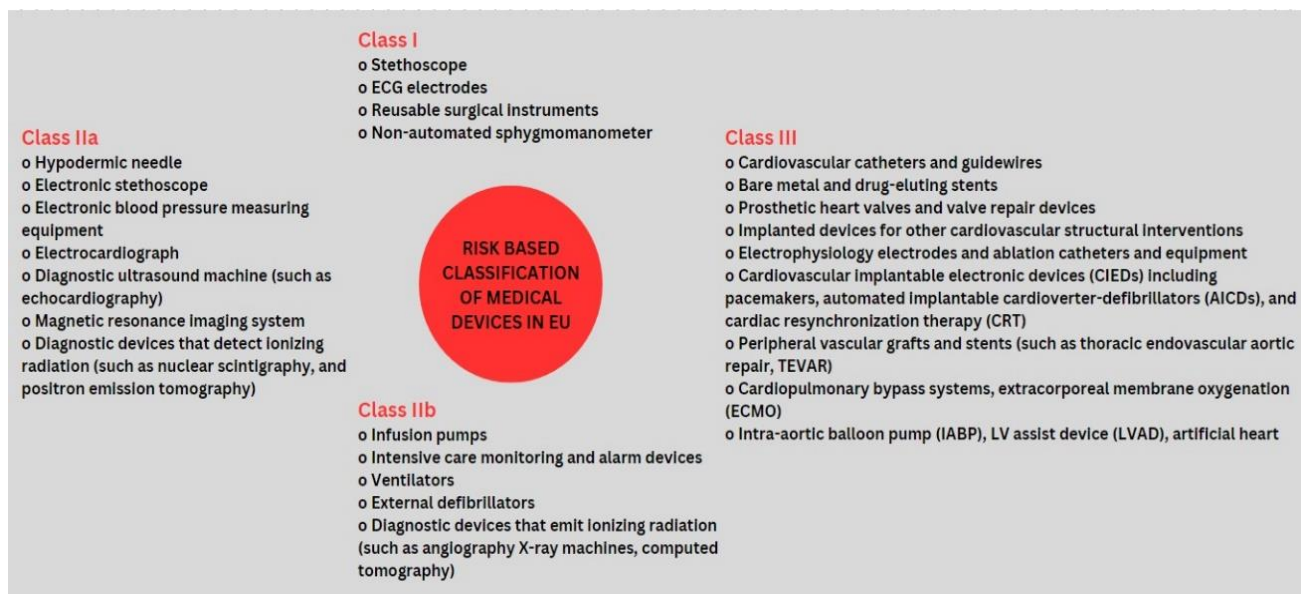 Class I
o Stethoscope
o ECG electrodes
o Reusable surgical instruments
o Non-automated sphygmomanometer
Class IIa
o Hypodermic needle
o Electronic stethoscope
o Electronic blood pressure measuring
equipment
o Electrocardiograph
o Diagnostic ultrasound machine (such as
echocardiography)
o Magnetic resonance imaging system
o Diagnostic devices that detect ionizing
radiation (such as nuclear scintigraphy, and
positron emission tomography)
RISK BASED
CLASSIFICATION
OF MEDICAL
DEVICES IN EU
Class IIb
o Infusion pumps
o Intensive care monitoring and alarm devices
o Ventilators
o External defibrillators
o Diagnostic devices that emit ionizing radiation
(such as angiography X-ray machines, computed
tomography)
Class III
o Cardiovascular catheters and guidewires
o Bare metal and drug-eluting stents
o Prosthetic heart valves and valve repair devices
o Implanted devices for other cardiovascular structural interventions
o Electrophysiology electrodes and ablation catheters and equipment
o Cardiovascular implantable electronic devices (CIEDs) including
pacemakers, automated implantable cardioverter-defibrillators (AICDs), and
cardiac resynchronization therapy (CRT)
o Peripheral vascular grafts and stents (such as thoracic endovascular aortic
repair, TEVAR)
o Cardiopulmonary bypass systems, extracorporeal membrane oxygenation
(ECMO)
o Intra-aortic balloon pump (IABP), LV assist device (LVAD), artificial heart